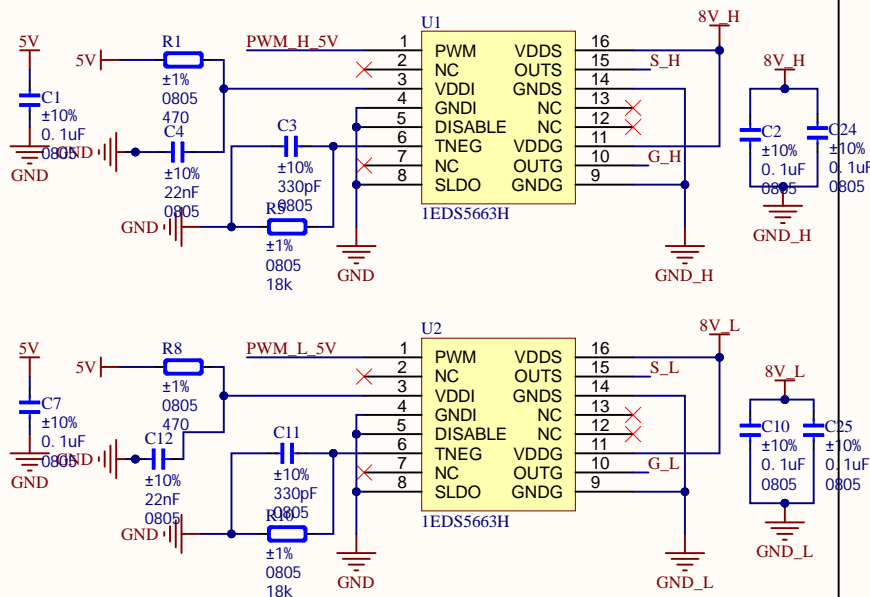 U1
8V_H
5V
R1
PWM_H_5V
1
PWM
VDDS
16
5V
2
NC
OUTS
15
S_H
8V_H
±1%
3
VDDI
GNDS
14
C1
0805
4
GNDI
NC
13
±10%
470
5
DISABLE
NC
12
0.1uF
C4
C3
6
TNEG
VDDG
11
C2
C24
0805
GND
±10%
7
NC
OUTG
10
G_H
±10%
±10%
GND
±10%
330pF
8
SLDO
GNDG
9
0.1uF
0.1uF
22nF
0805
0805
0805
0805
R5
1EDS5663H
GND
±1%
GND_H
0805
GND
GND_H
18k
U2
8V_L
5V
R8
PWM_L_5V
1
PWM
VDDS
16
5V
2
NC
OUTS
15
S_L
8V_L
±1%
3
VDDI
GNDS
14
C7
0805
4
GNDI
NC
13
±10%
470
5
DISABLE
NC
12
C10
C25
0.1uF
C12
C11
6
TNEG
VDDG
11
±10%
±10%
0805
GND
±10%
7
NC
OUTG
10
G_L
0.1uF
0.1uF
GND
±10%
330pF
8
SLDO
GNDG
9
0805
0805
22nF
0805
0805
R10
1EDS5663H
GND
±1%
GND_L
0805
GND
GND_L
18k